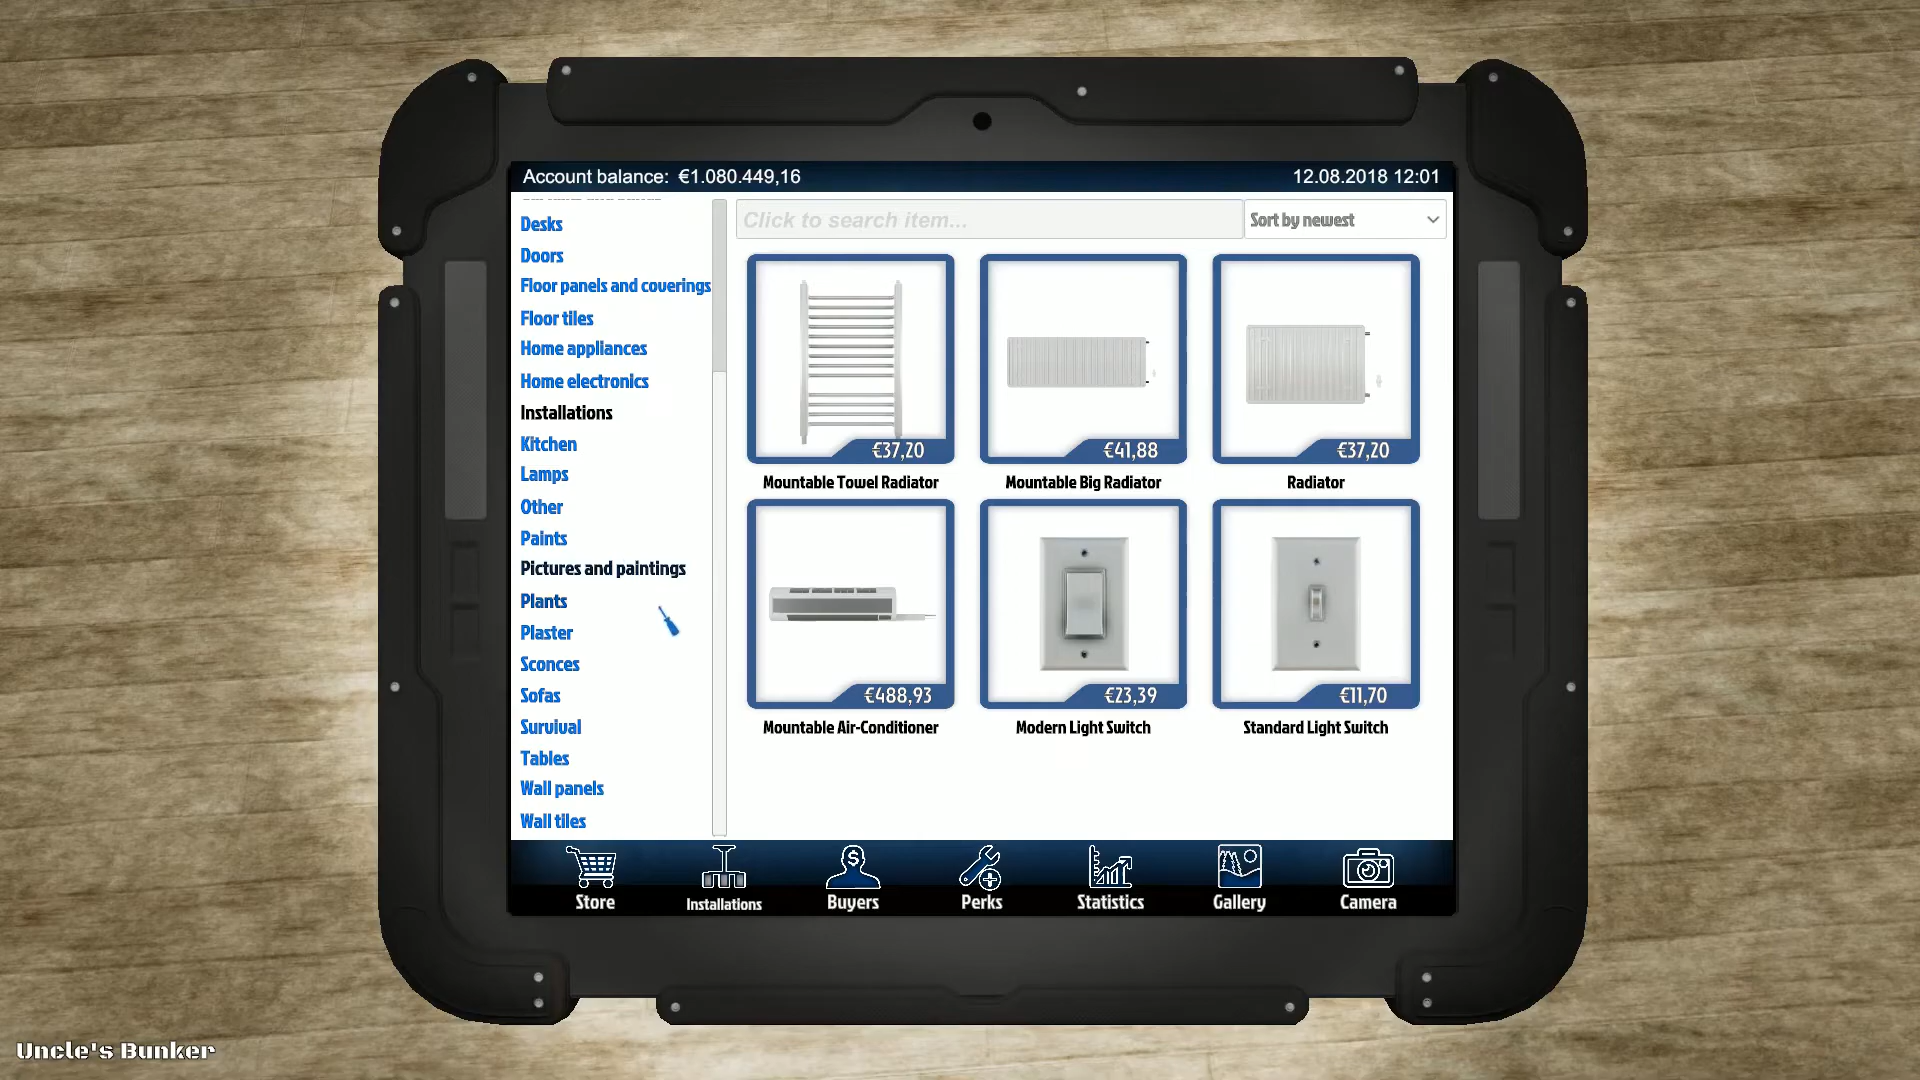 Account balance: €1.080.449,16
12.08.2018 12:01
Click to search item...
Sort by newest
Desks
Doors
Floor panels and coverings
Floor tiles
Home appliances
Home electronics
Installations
Kitchen
Lamps
Other
Paints
Pictures and paintings
Plants
Plaster
Sconces
Sofas
Survival
Tables
Wall panels
Wall tiles
€37,20
€41,88
€37,20
Mountable Towel Radiator
Mountable Big Radiator
Radiator
€488,93
€23,39
€11,70
Mountable Air-Conditioner
Modern Light Switch
Standard Light Switch
Store
Installations
Buyers
Perks
Statistics
Gallery
Camera
Uncle's Bunker